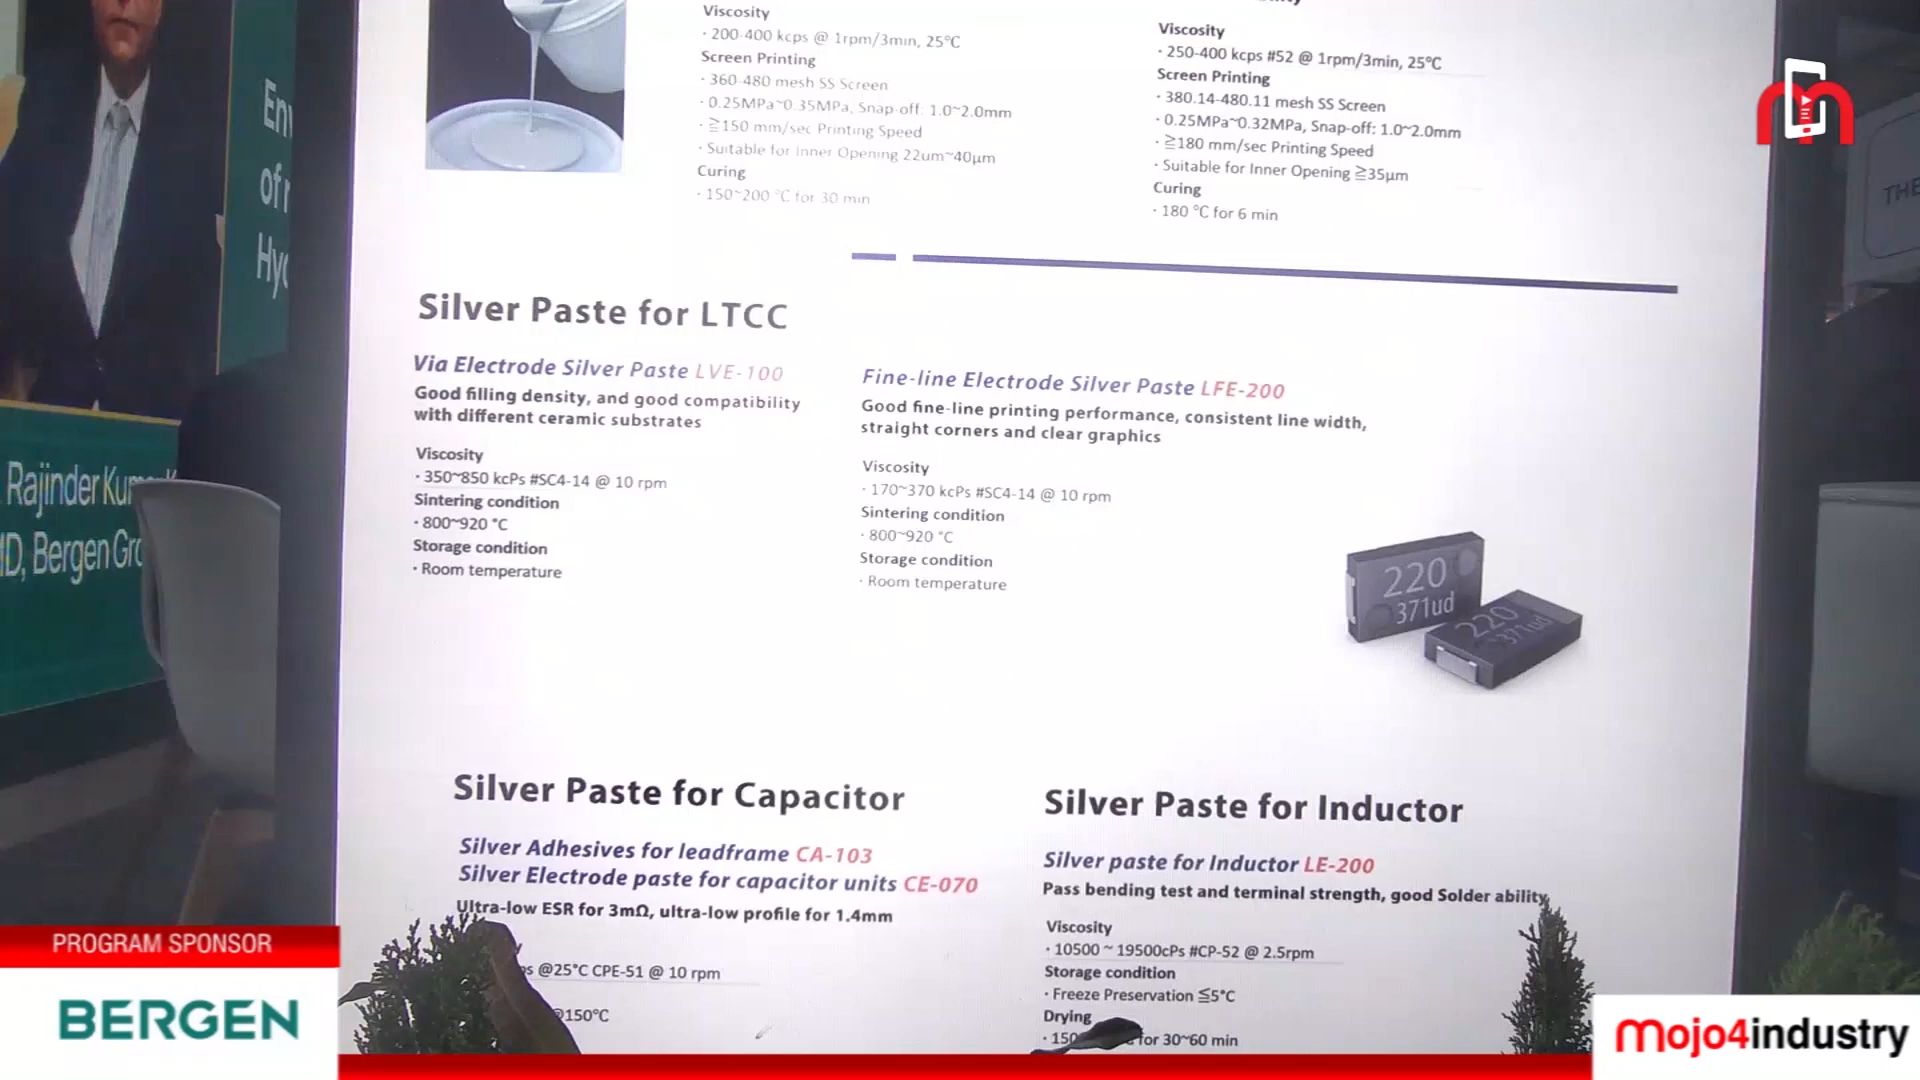 Viscosity
· 200-400 kcps @ 1rpm/3min, 25℃
Screen Printing
· 360-480 mesh SS Screen
· 0.25MPa~0.35MPa, Snap-off: 1.0~2.0mm
· ≧150 mm/sec Printing Speed
· Suitable for Inner Opening 22um~40μm
Curing
· 150~200 ℃ for 30 min
Viscosity
· 250-400 kcps #52 @ 1rpm/3min, 25℃
Screen Printing
· 380.14-480.11 mesh SS Screen
· 0.25MPa~0.32MPa, Snap-off: 1.0~2.0mm
· ≧180 mm/sec Printing Speed
· Suitable for Inner Opening ≧35μm
Curing
· 180 ℃ for 6 min
Silver Paste for LTCC
Via Electrode Silver Paste LVE-100
Good filling density, and good compatibility
with different ceramic substrates
Viscosity
· 350~850 kcPs #SC4-14 @ 10 rpm
Sintering condition
· 800~920 °C
Storage condition
· Room temperature
Fine-line Electrode Silver Paste LFE-200
Good fine-line printing performance, consistent line width,
straight corners and clear graphics
Viscosity
· 170~370 kcPs #SC4-14 @ 10 rpm
Sintering condition
· 800~920 °C
Storage condition
· Room temperature
220
371ud
220
371ud
Silver Paste for Capacitor
Silver Adhesives for leadframe CA-103
Silver Electrode paste for capacitor units CE-070
Ultra-low ESR for 3mΩ, ultra-low profile for 1.4mm
@25°C CPE-51 @ 10 rpm
150°C
Silver Paste for Inductor
Silver paste for Inductor LE-200
Pass bending test and terminal strength, good Solder ability
Viscosity
· 10500 ~ 19500cPs #CP-52 @ 2.5rpm
Storage condition
· Freeze Preservation ≦5°C
Drying
· 150 for 30~60 min
of
Rajinder
Bergen
THE
PROGRAM SPONSOR
BERGEN
mojo4industry